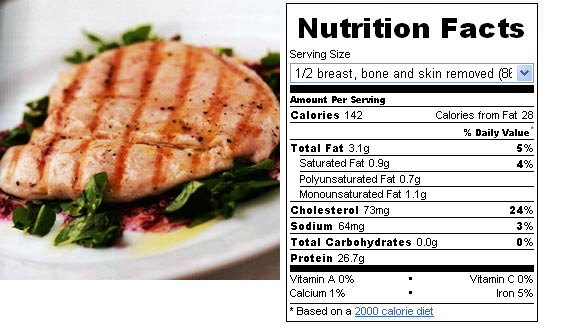 Nutrition Facts
Serving Size
1/2 breast, bone and skin removed (86
Amount Per Serving
Calories 142 Calories from Fat 28
% Daily Value*
Total Fat 3.1g 5%
Saturated Fat 0.9g 4%
Polyunsaturated Fat 0.7g
Monounsaturated Fat 1.1g
Cholesterol 73mg 24%
Sodium 64mg 3%
Total Carbohydrates 0.0g 0%
Protein 26.7g
Vitamin A 0% • Vitamin C 0%
Calcium 1% • Iron 5%
* Based on a 2000 calorie diet